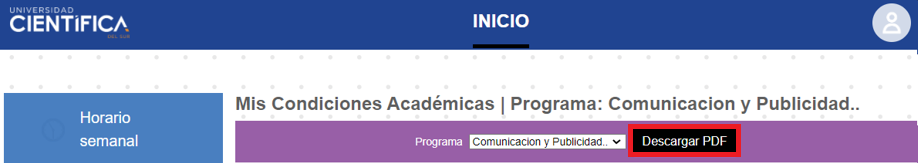 UNIVERSIDAD
CIENTÍFICA
INICIO
Horario
semanal
Mis Condiciones Académicas | Programa: Comunicacion y Publicidad..
Programa Comunicacion y Publicidad.. Descargar PDF